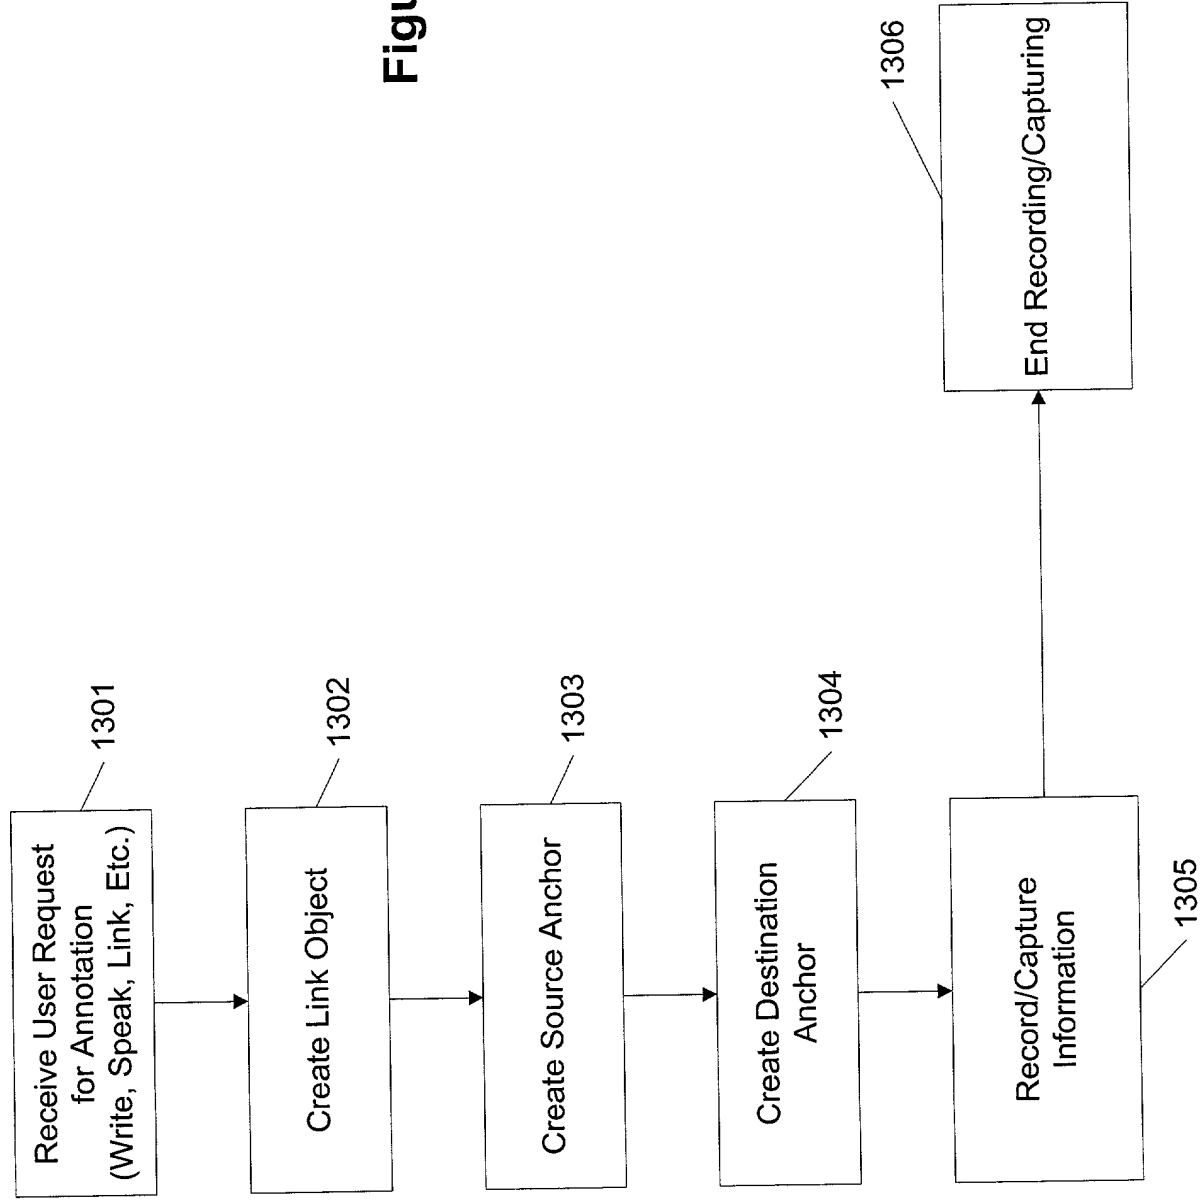 Receive User Request
for Annotation
(Write, Speak, Link, Etc.)
1301
Create Link Object
1302
Create Source Anchor
1303
Create Destination
Anchor
1304
Record/Capture
Information
1305
End Recording/Capturing
1306